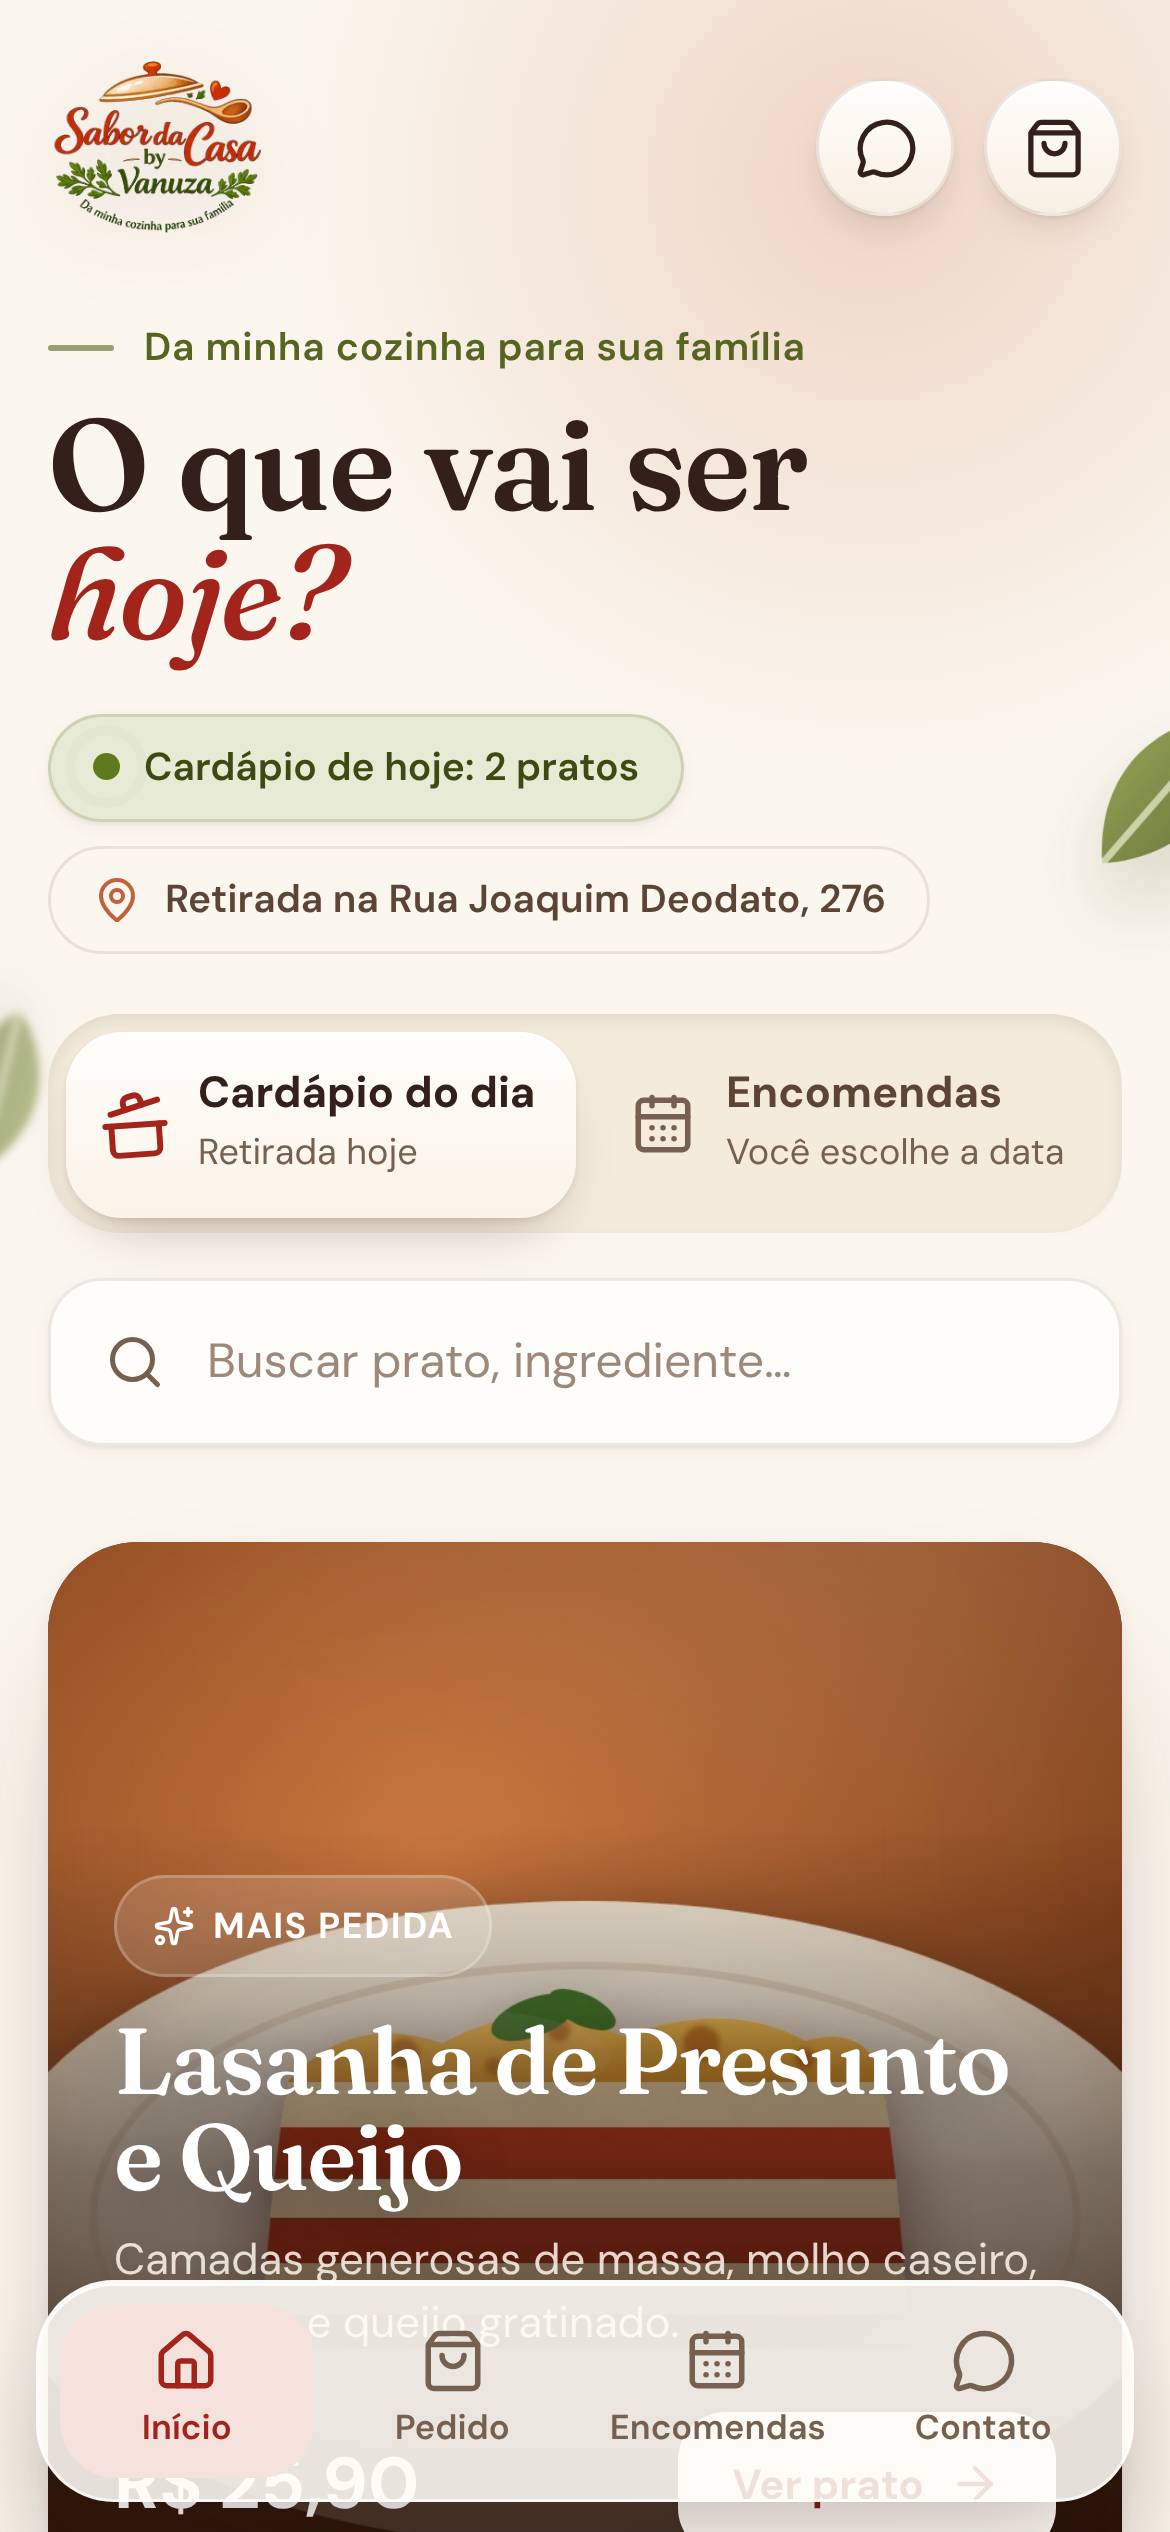 Sabor da Casa
by
Vanuza
Da minha cozinha para sua família
Da minha cozinha para sua família
O que vai ser
hoje?
Cardápio de hoje: 2 pratos
Retirada na Rua Joaquim Deodato, 276
Cardápio do dia
Retirada hoje
Encomendas
Você escolhe a data
Buscar prato, ingrediente...
MAIS PEDIDA
Lasanha de Presunto
e Queijo
Camadas generosas de massa, molho caseiro,
e queijo gratinado.
Início
Pedido
Encomendas
Contato
R$ 25,90
Ver prato